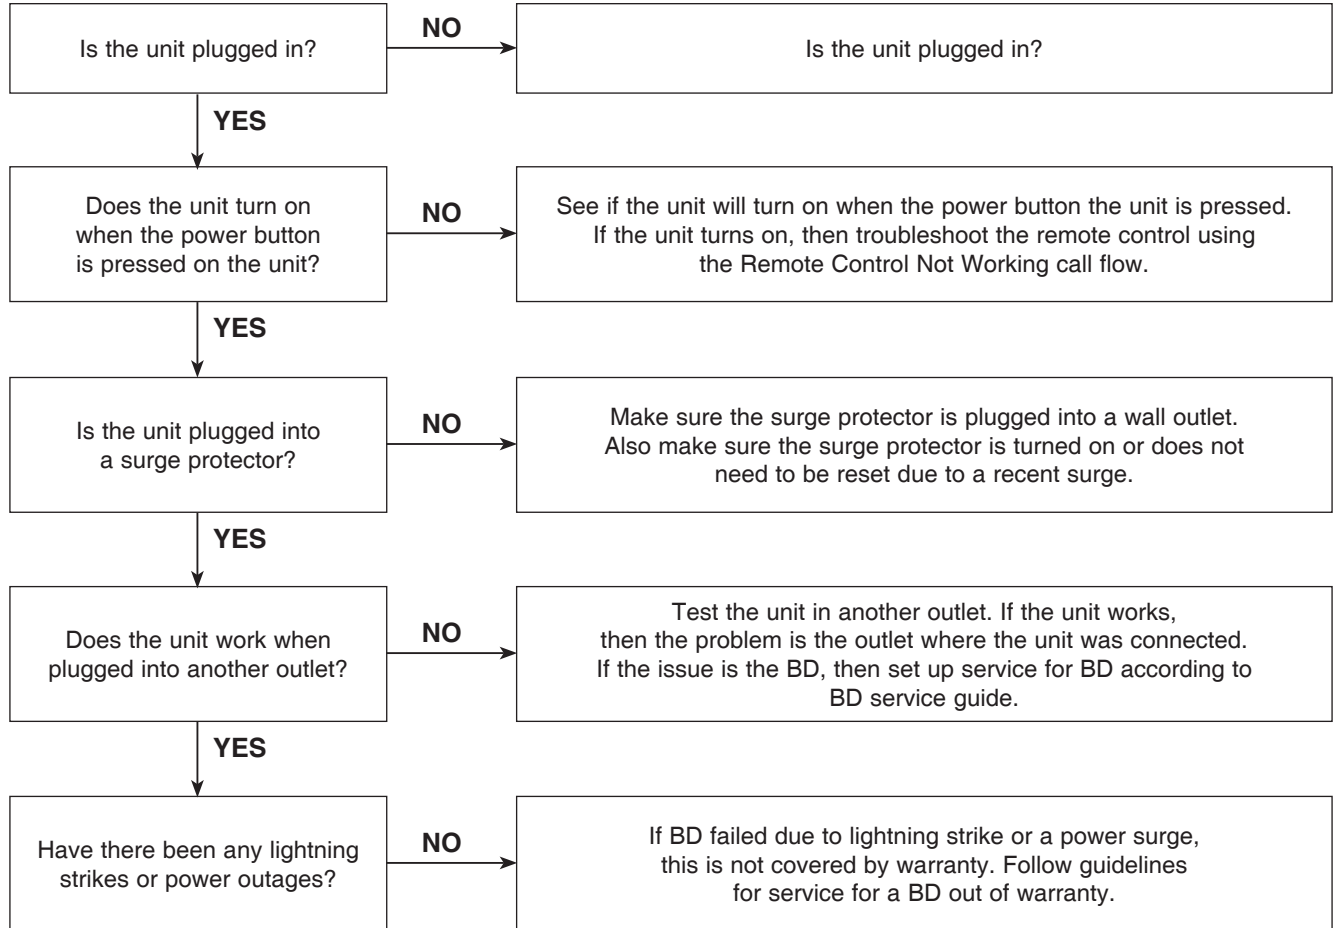 Is the unit plugged in?
NO
Is the unit plugged in?
YES
Does the unit turn on
when the power button
is pressed on the unit?
NO
See if the unit will turn on when the power button the unit is pressed.
If the unit turns on, then troubleshoot the remote control using
the Remote Control Not Working call flow.
YES
Is the unit plugged into
a surge protector?
NO
Make sure the surge protector is plugged into a wall outlet.
Also make sure the surge protector is turned on or does not
need to be reset due to a recent surge.
YES
Does the unit work when
plugged into another outlet?
NO
Test the unit in another outlet. If the unit works,
then the problem is the outlet where the unit was connected.
If the issue is the BD, then set up service for BD according to
BD service guide.
YES
Have there been any lightning
strikes or power outages?
NO
If BD failed due to lightning strike or a power surge,
this is not covered by warranty. Follow guidelines
for service for a BD out of warranty.